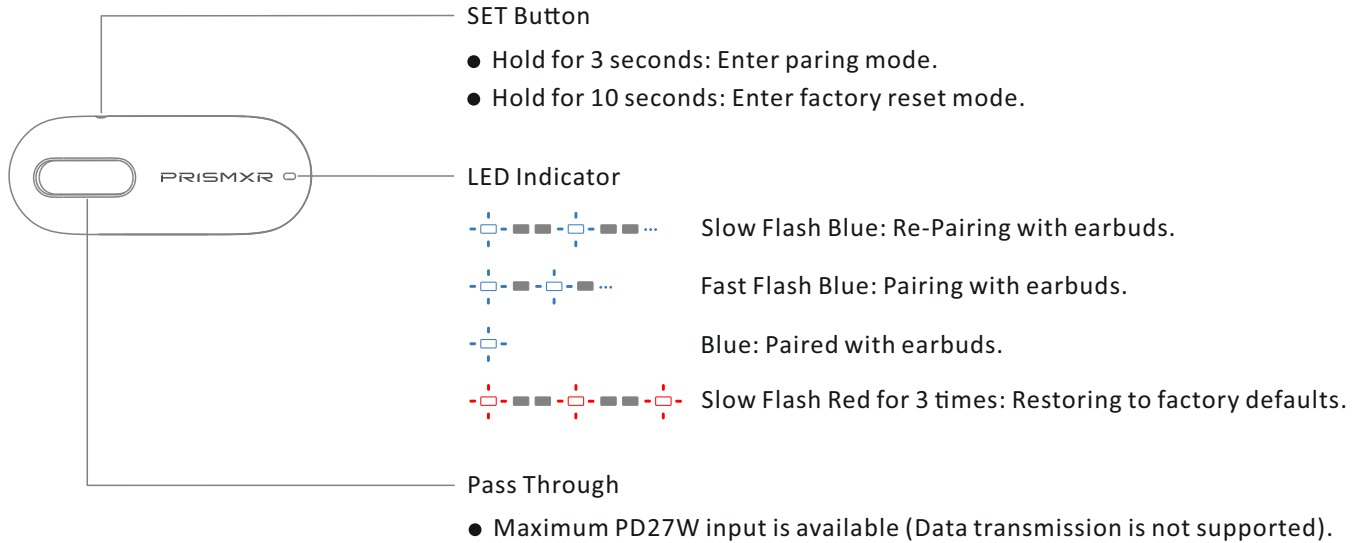 SET Button
● Hold for 3 seconds: Enter paring mode.
● Hold for 10 seconds: Enter factory reset mode.
PRISMXR
LED Indicator
Slow Flash Blue: Re-Pairing with earbuds.
Fast Flash Blue: Pairing with earbuds.
Blue: Paired with earbuds.
Slow Flash Red for 3 times: Restoring to factory defaults.
Pass Through
● Maximum PD27W input is available (Data transmission is not supported).